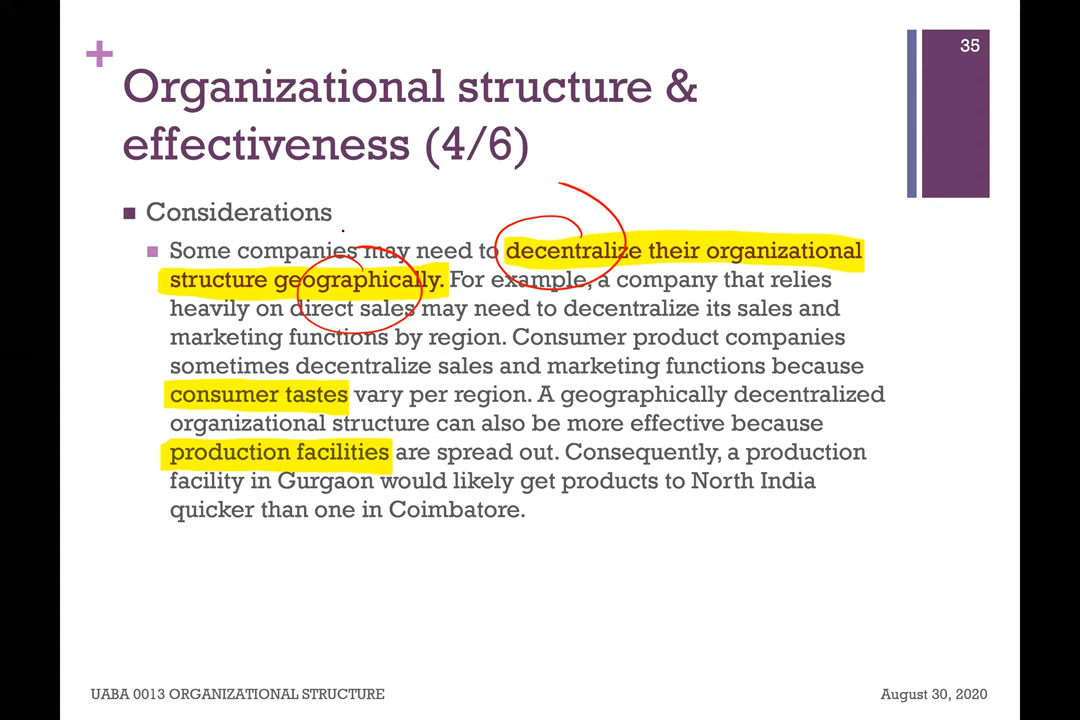 35
+
Organizational structure &
effectiveness (4/6)
Considerations
Some companies may need to decentralize their organizational
structure geographically. For example, a company that relies
heavily on direct sales may need to decentralize its sales and
marketing functions by region. Consumer product companies
sometimes decentralize sales and marketing functions because
consumer tastes vary per region. A geographically decentralized
organizational structure can also be more effective because
production facilities are spread out. Consequently, a production
facility in Gurgaon would likely get products to North India
quicker than one in Coimbatore.
UABA 0013 ORGANIZATIONAL STRUCTURE
August 30, 2020